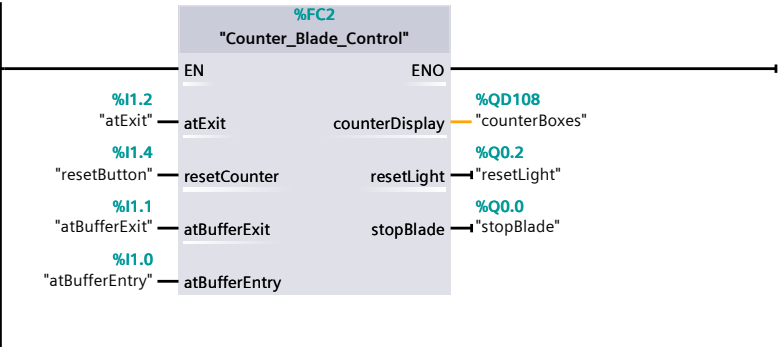 %FC2
"Counter_Blade_Control"
EN ENO
%I1.2 %QD108
"atExit" atExit counterDisplay "counterBoxes"
%I1.4 %Q0.2
"resetButton" resetCounter resetLight "resetLight"
%I1.1 %Q0.0
"atBufferExit" atBufferExit stopBlade "stopBlade"
%I1.0
"atBufferEntry" atBufferEntry